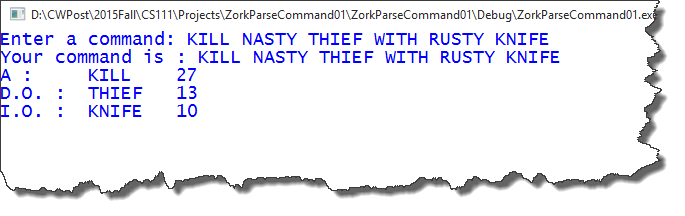 D:\CWPost\2015Fall\CS111\Projects\ZorkParseCommand01\ZorkParseCommand01\Debug\ZorkParseCommand01.exe
Enter a command: KILL NASTY THIEF WITH RUSTY KNIFE
Your command is : KILL NASTY THIEF WITH RUSTY KNIFE
A : KILL 27
D.O. : THIEF 13
I.O. : KNIFE 10